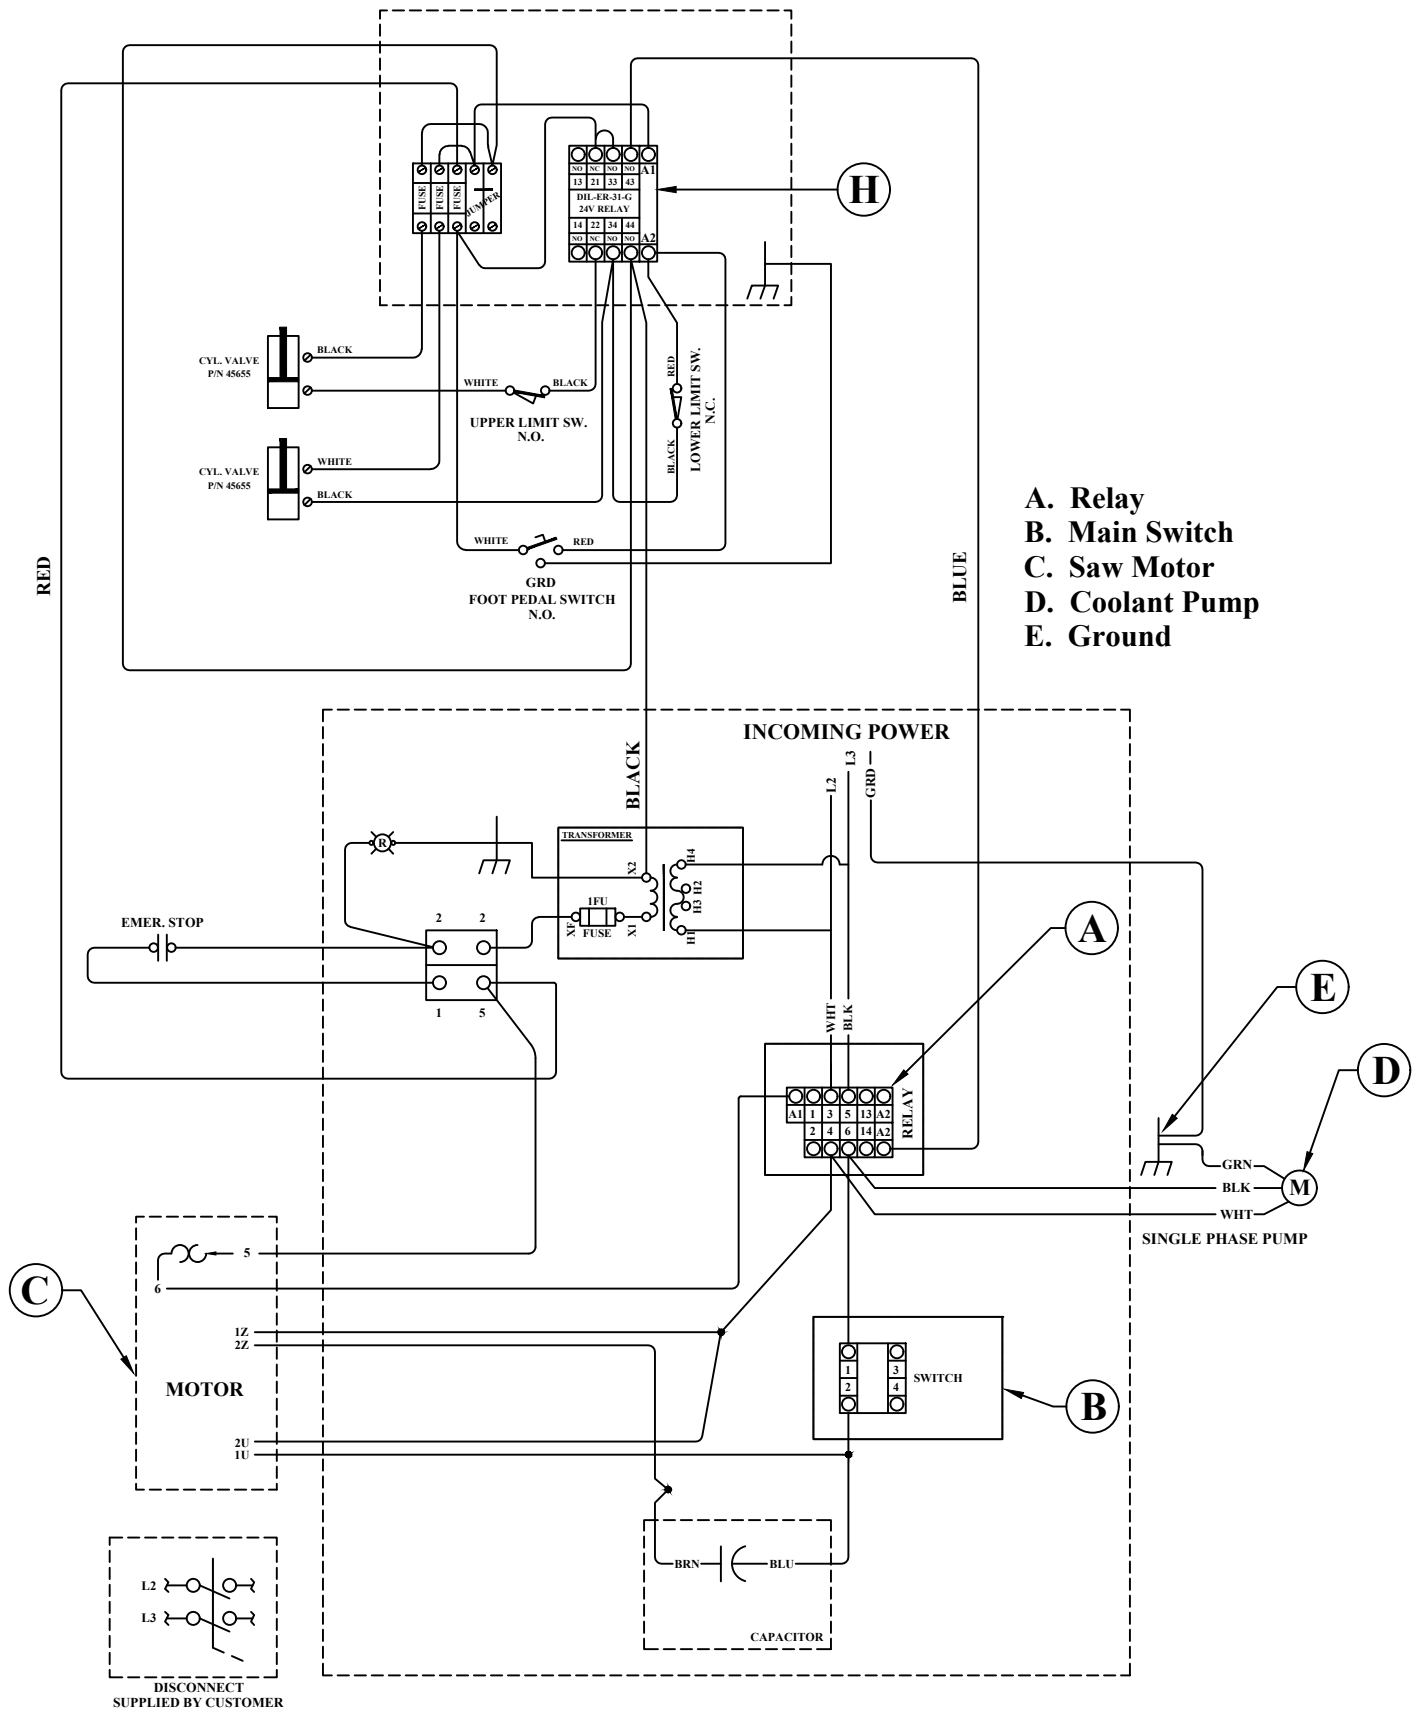 FUSE
FUSE
FUSE
JUMPER
NO NC NO NO A1
13 21 33 43
DIL-ER-31-G
24V RELAY
14 22 34 44
NO NC NO NO A2
H
CYL. VALVE
P/N 45655
BLACK
WHITE
BLACK
UPPER LIMIT SW.
N.O.
RED
BLACK
LOWER LIMIT SW.
N.C.
CYL. VALVE
P/N 45655
WHITE
BLACK
WHITE
RED
GRD
FOOT PEDAL SWITCH
N.O.
RED
BLUE
A. Relay
B. Main Switch
C. Saw Motor
D. Coolant Pump
E. Ground
INCOMING POWER
BLACK
L2
L3
GRD
TRANSFORMER
R
X2
H4
H2
H3
H1
1FU
XF
FUSE
X1
EMER. STOP
2 2
1 5
WHT
BLK
A
E
D
A1 1 3 5 13 A2
2 4 6 14 A2
RELAY
GRN
BLK
M
WHT
SINGLE PHASE PUMP
5
6
C
1Z
2Z
MOTOR
2U
1U
1 3
2 4
SWITCH
B
BRN
BLU
CAPACITOR
L2
L3
DISCONNECT
SUPPLIED BY CUSTOMER